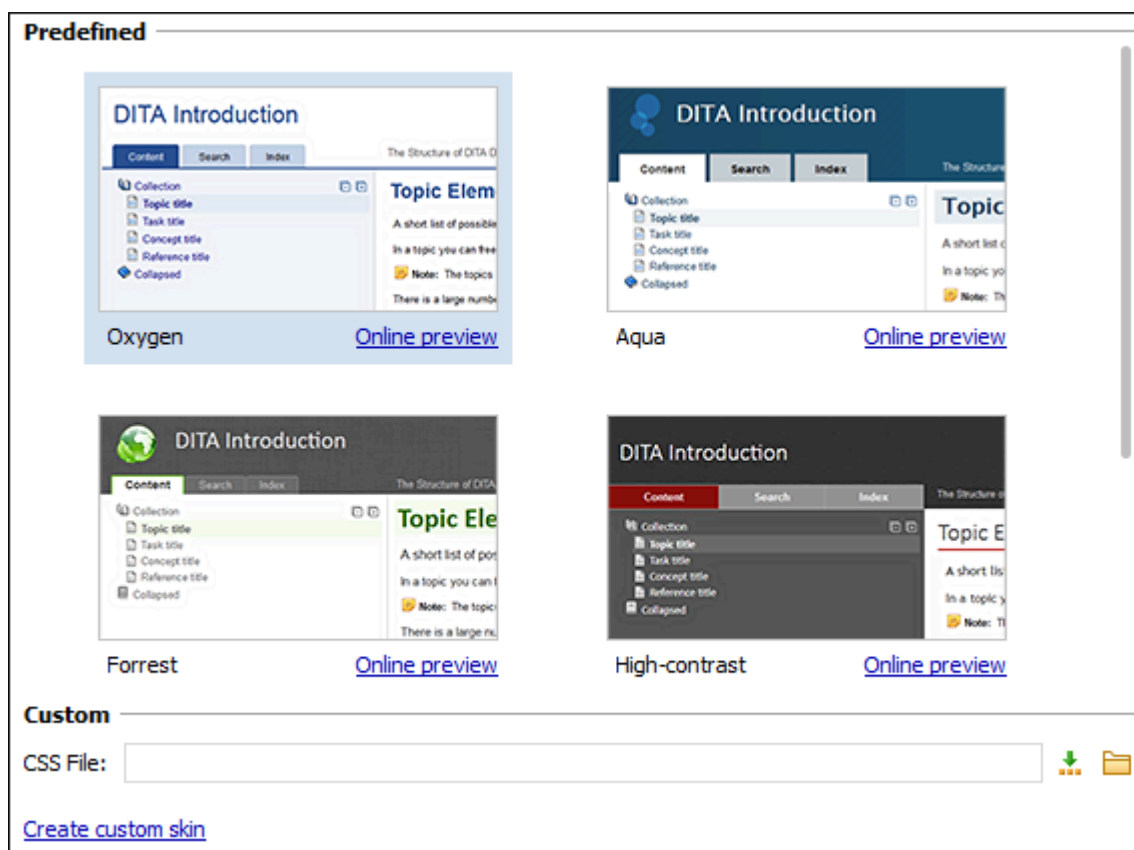 Predefined
DITA Introduction
Content Search Index
The Structure of DITA D
Collection
Topic title
Task title
Concept title
Reference title
Collapsed
Topic Elem
A short list of possible
In a topic you can free
Note: The topics
There is a large numbe
Oxygen Online preview
DITA Introduction
Content Search Index
The Structure
Collection
Topic title
Task title
Concept title
Reference title
Collapsed
Topic
A short list o
In a topic yo
Note: Th
Aqua Online preview
DITA Introduction
Content Search Index
The Structure of DITA
Collection
Topic title
Task title
Concept title
Reference title
Collapsed
Topic Ele
A short list of pos
In a topic you can f
Note: The topic
There is a large nu
Forrest Online preview
DITA Introduction
Content Search Index
The Structure o
Collection
Topic title
Task title
Concept title
Reference title
Collapsed
Topic E
A short lis
In a topic y
Note: T
High-contrast Online preview
Custom
CSS File:
Create custom skin